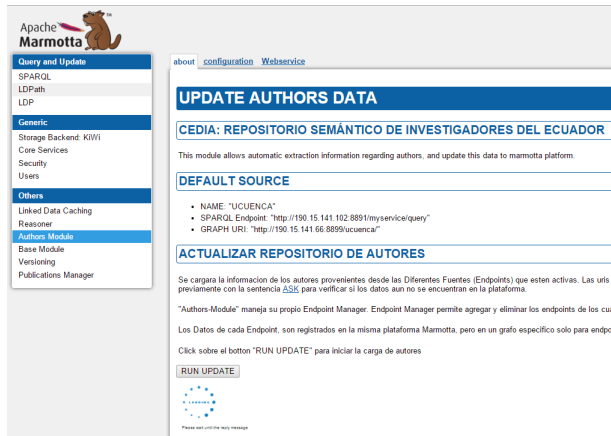 Apache
Marmotta
Query and Update
SPARQL
LDPath
LDP
Generic
Storage Backend: KiWi
Core Services
Security
Users
Others
Linked Data Caching
Reasoner
Authors Module
Base Module
Versioning
Publications Manager
about configuration Webservice
UPDATE AUTHORS DATA
CEDIA: REPOSITORIO SEMÁNTICO DE INVESTIGADORES DEL ECUADOR
This module allows automatic extraction information regarding authors, and update this data to marmotta platform.
DEFAULT SOURCE
NAME: "UCUENCA"
SPARQL Endpoint: "http://190.15.141.102:8891/myservice/query"
GRAPH URI: "http://190.15.141.66:8899/ucuenca/"
ACTUALIZAR REPOSITORIO DE AUTORES
Se cargara la informacion de los autores provenientes desde las Diferentes Fuentes (Endpoints) que esten activas. Las urls
previamente con la sentencia ASK para verificar si los datos aun no se encuentran en la plataforma.
"Authors-Module" maneja su propio Endpoint Manager. Endpoint Manager permite agregar y eliminar los endpoints de los cua
Los Datos de cada Endpoint, son registrados en la misma plataforma Marmotta, pero en un grafo especifico solo para endpo
Click sobre el botton "RUN UPDATE" para iniciar la carga de autores
RUN UPDATE
LOADING
Please wait until the reply message